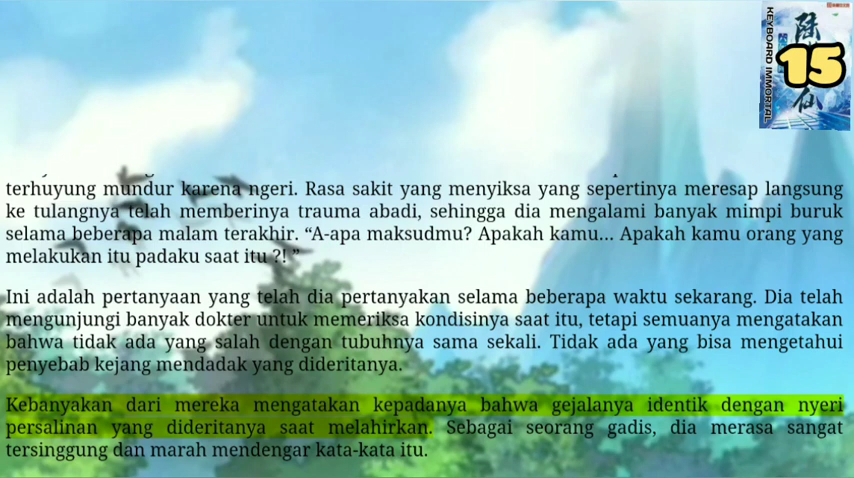 陸
仙
KEYBOARD IMMORTAL
15
terhuyung mundur karena ngeri. Rasa sakit yang menyiksa yang sepertinya meresap langsung
ke tulangnya telah memberinya trauma abadi, sehingga dia mengalami banyak mimpi buruk
selama beberapa malam terakhir. “A-apa maksudmu? Apakah kamu... Apakah kamu orang yang
melakukan itu padaku saat itu ?! ”
Ini adalah pertanyaan yang telah dia pertanyakan selama beberapa waktu sekarang. Dia telah
mengunjungi banyak dokter untuk memeriksa kondisinya saat itu, tetapi semuanya mengatakan
bahwa tidak ada yang salah dengan tubuhnya sama sekali. Tidak ada yang bisa mengetahui
penyebab kejang mendadak yang dideritanya.
Kebanyakan dari mereka mengatakan kepadanya bahwa gejalanya identik dengan nyeri
persalinan yang dideritanya saat melahirkan. Sebagai seorang gadis, dia merasa sangat
tersinggung dan marah mendengar kata-kata itu.